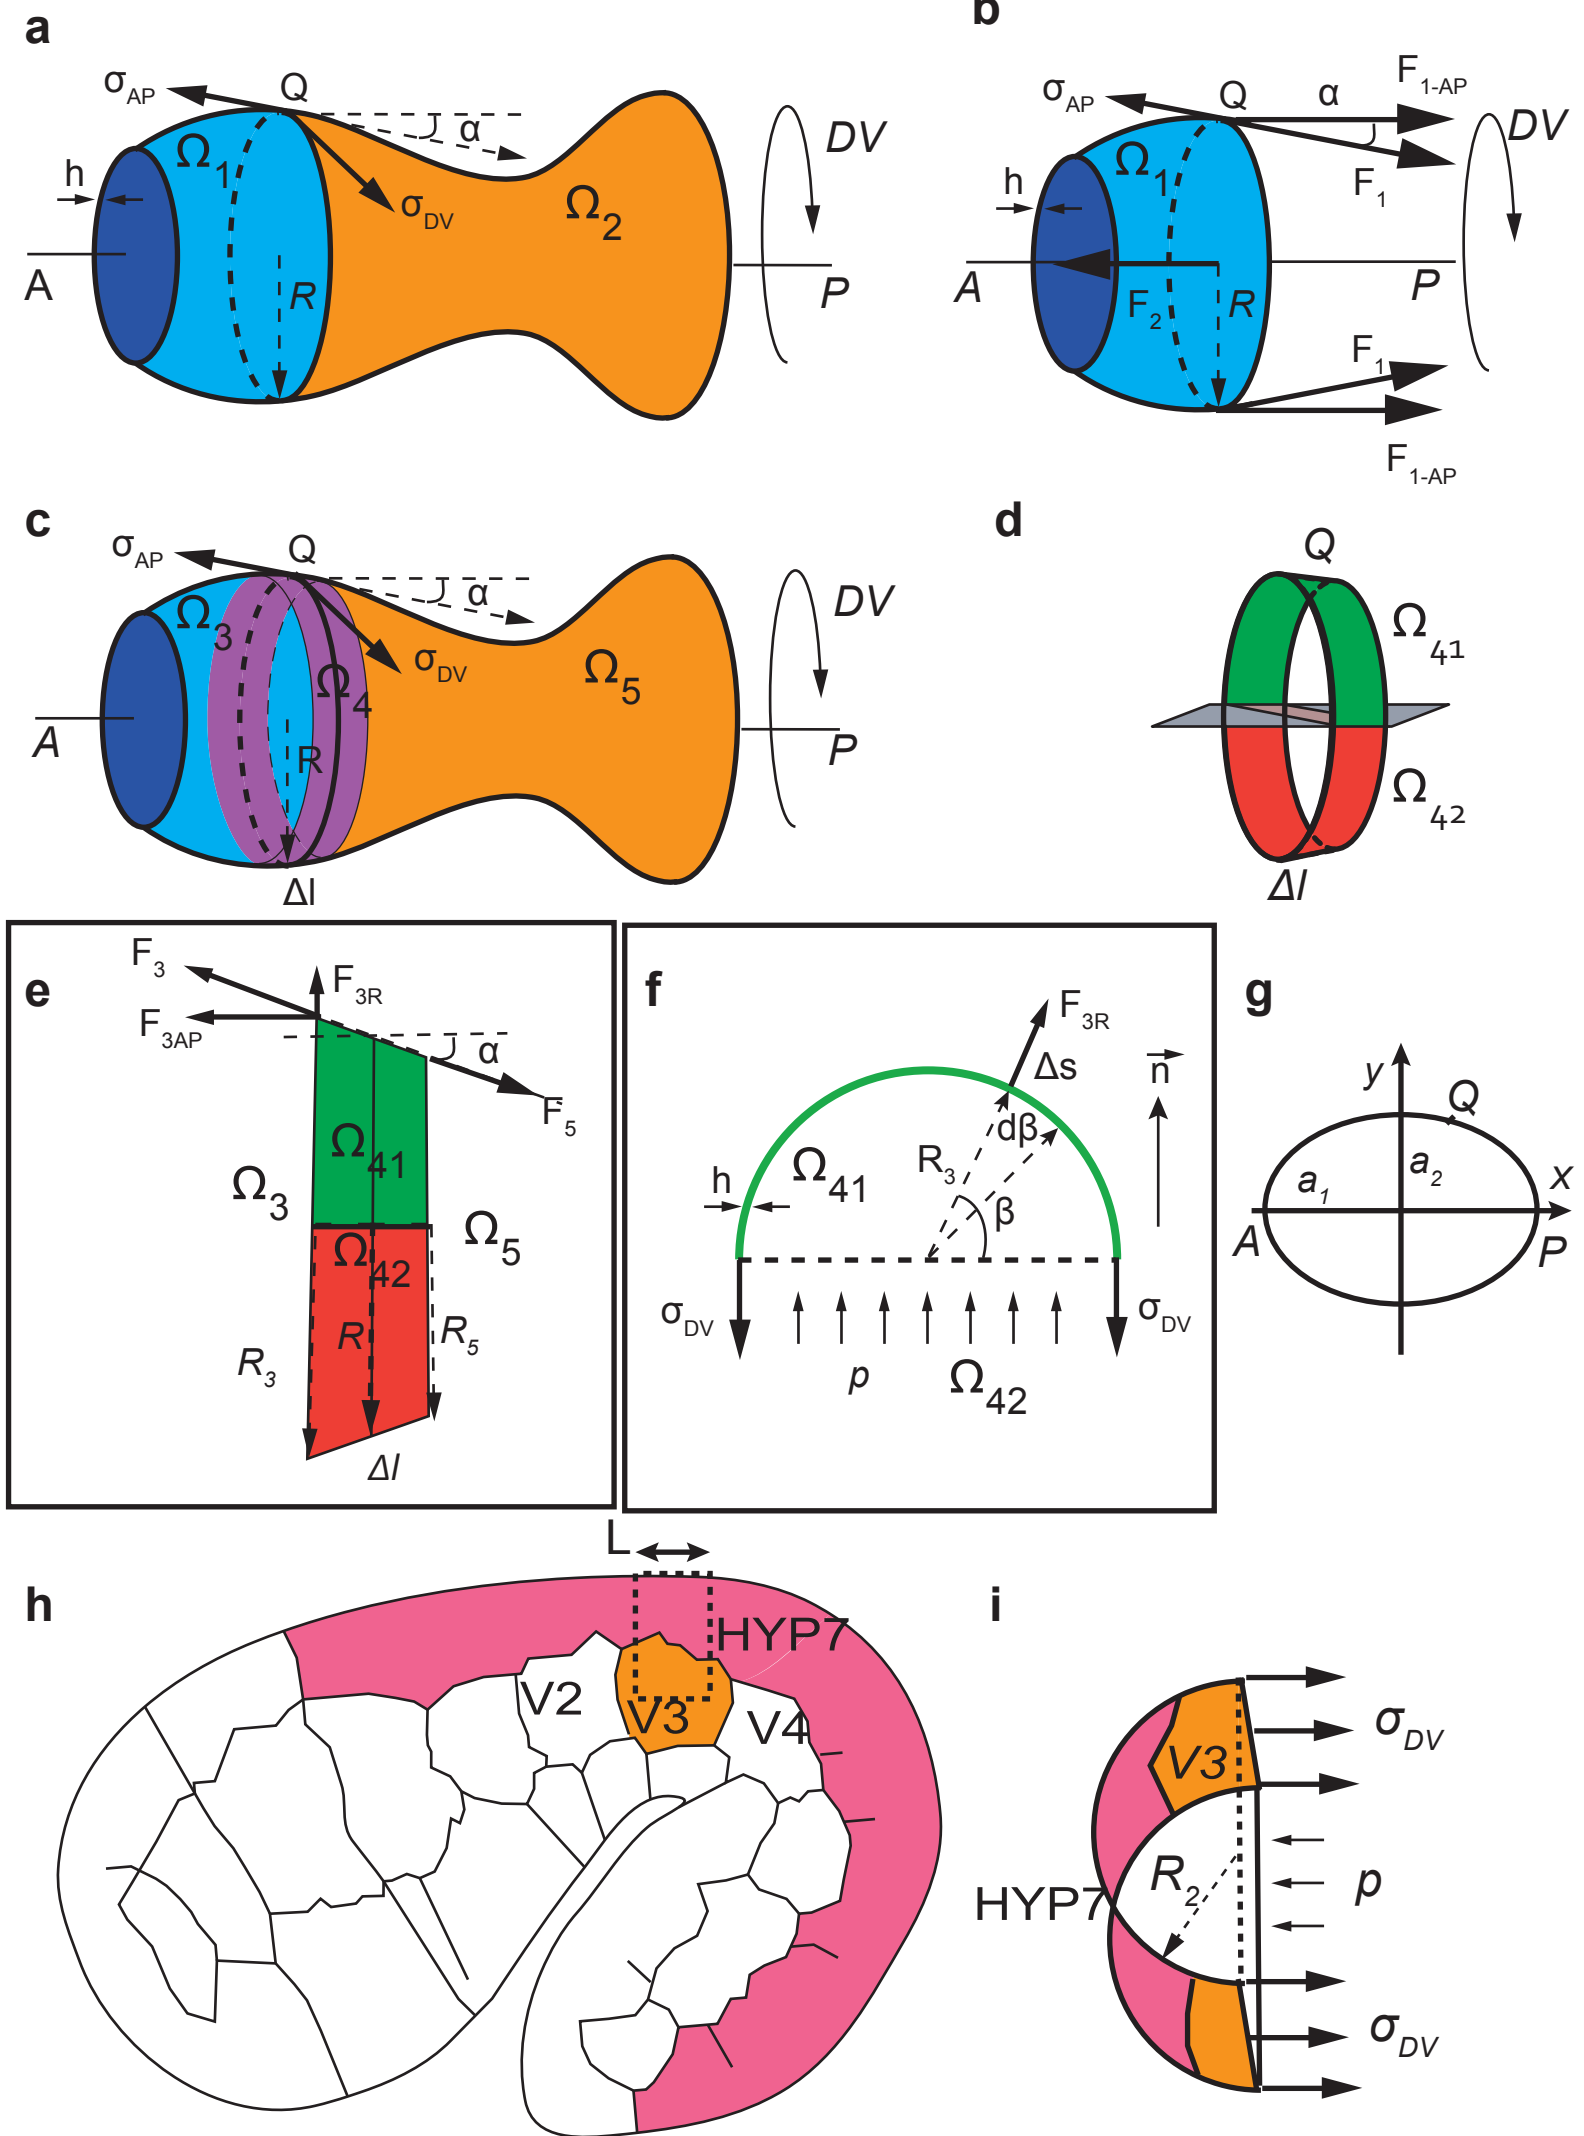 a
σAP
Q
α
DV
Ω1
h
σDV
Ω2
A
R
P
b
σAP
Q
α
F1-AP
DV
Ω1
h
F1
A
F2
R
P
F1
F1-AP
c
σAP
Q
α
DV
Ω3
σDV
Ω4
Ω5
A
R
P
Δl
d
Q
Ω41
Ω42
Δl
e
F3
F3R
F3AP
α
F5
Ω41
Ω3
Ω42
Ω5
R
R5
R3
Δl
f
F3R
Δs
n
dβ
R3
Ω41
h
β
σDV
σDV
p
Ω42
g
y
Q
a1
a2
x
A
P
h
L
HYP7
V2
V3
V4
i
σDV
V3
R2
p
HYP7
σDV